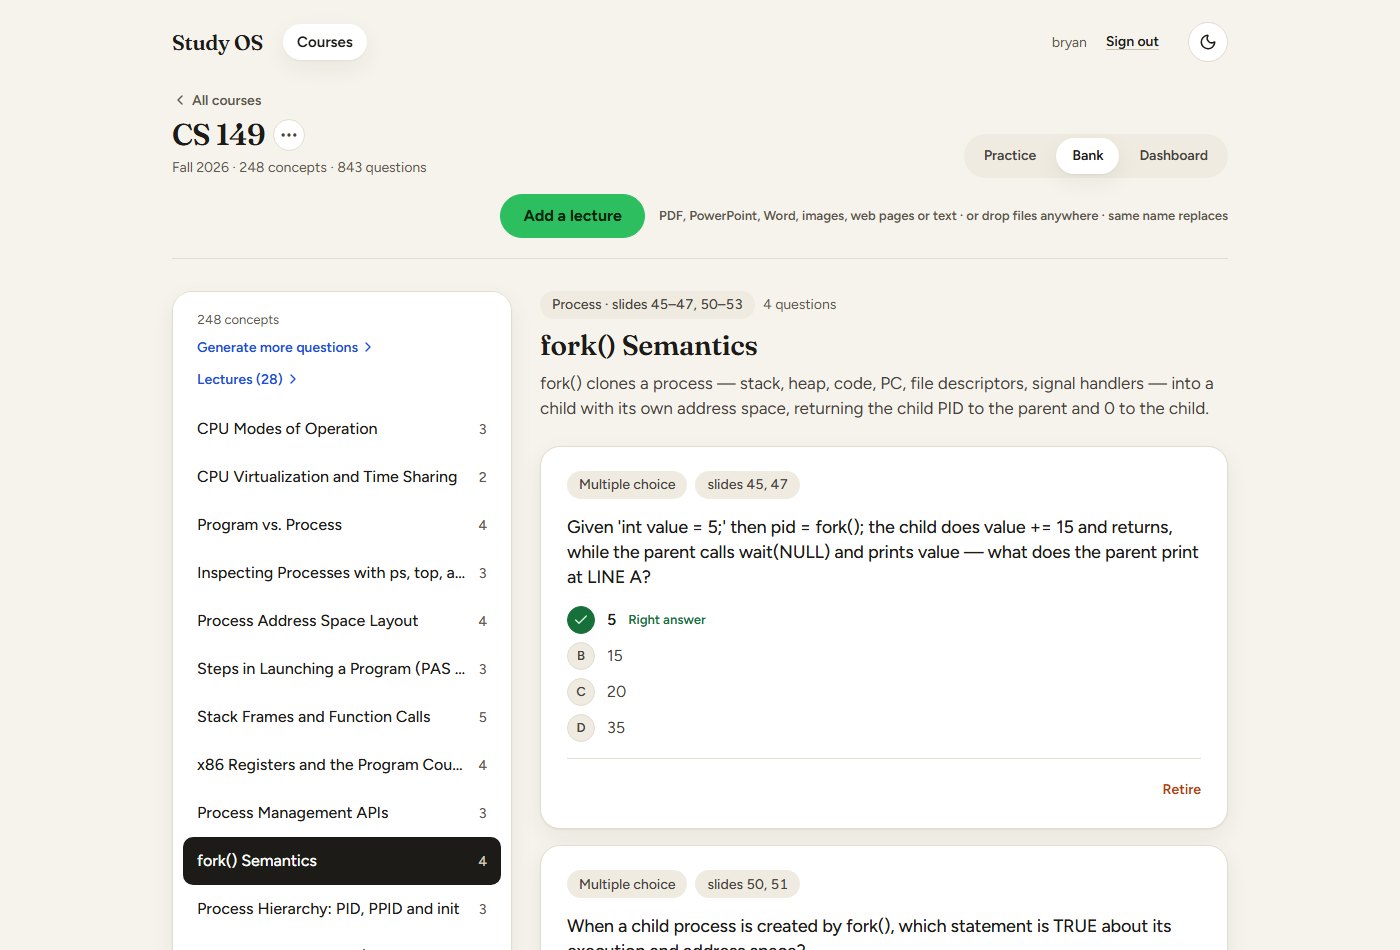 Study OS
Courses
bryan
Sign out
All courses
CS 149
Fall 2026 · 248 concepts · 843 questions
Practice
Bank
Dashboard
Add a lecture
PDF, PowerPoint, Word, images, web pages or text · or drop files anywhere · same name replaces
248 concepts
Generate more questions
Lectures (28)
CPU Modes of Operation 3
CPU Virtualization and Time Sharing 2
Program vs. Process 4
Inspecting Processes with ps, top, a... 3
Process Address Space Layout 4
Steps in Launching a Program (PAS ... 3
Stack Frames and Function Calls 5
x86 Registers and the Program Cou... 4
Process Management APIs 3
fork() Semantics 4
Process Hierarchy: PID, PPID and init 3
Process · slides 45–47, 50–53
4 questions
fork() Semantics
fork() clones a process — stack, heap, code, PC, file descriptors, signal handlers — into a
child with its own address space, returning the child PID to the parent and 0 to the child.
Multiple choice
slides 45, 47
Given 'int value = 5;' then pid = fork(); the child does value += 15 and returns,
while the parent calls wait(NULL) and prints value — what does the parent print
at LINE A?
5 Right answer
B 15
C 20
D 35
Retire
Multiple choice
slides 50, 51
When a child process is created by fork(), which statement is TRUE about its
execution and address space?